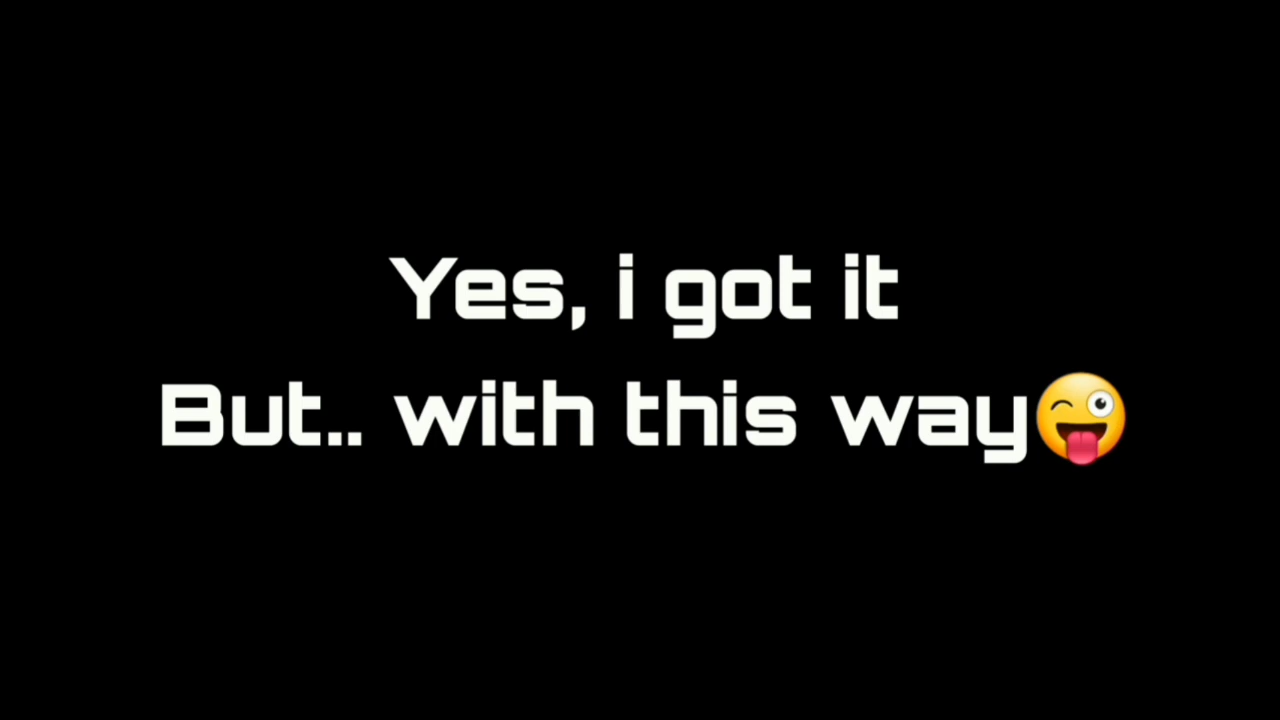 Yes, i got it
But.. with this way😜